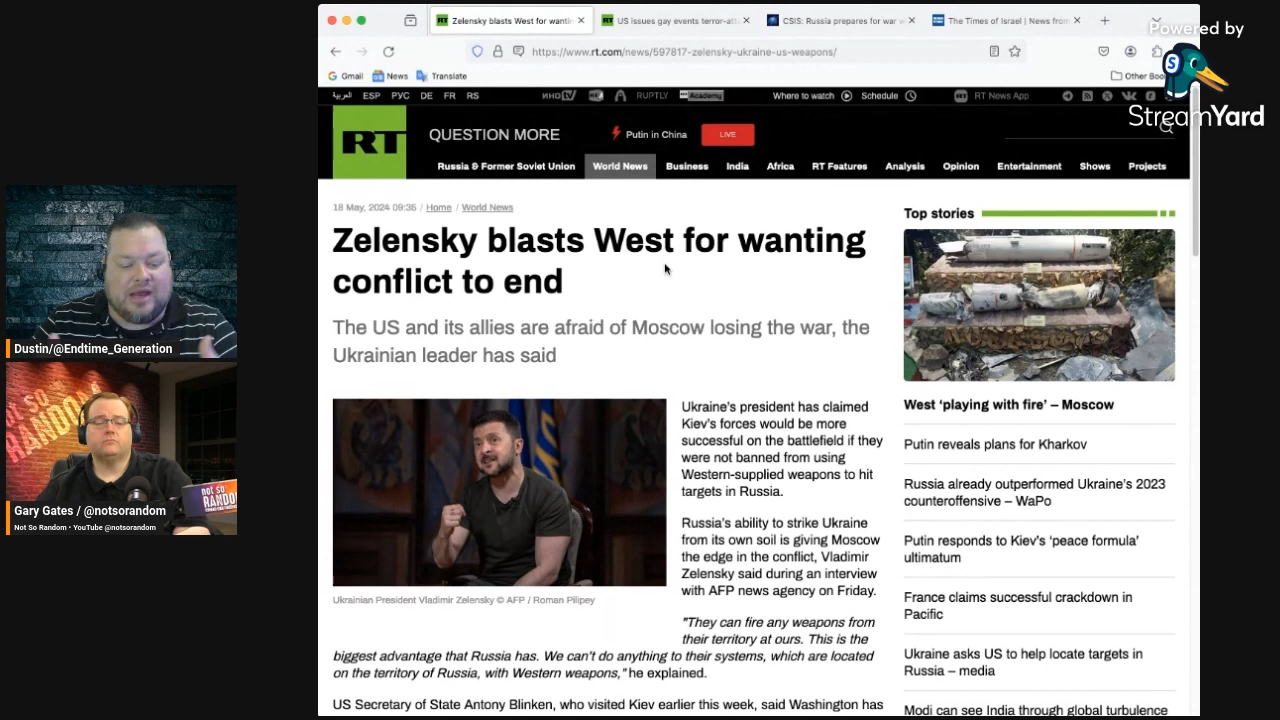 Zelensky blasts West for wantin
US issues gay events terror-att
CSIS: Russia prepares for war w
The Times of Israel | News from
Powered by
StreamYard
https://www.rt.com/news/597817-zelensky-ukraine-us-weapons/
Gmail
News
Translate
Other Boo
العربية
ESP
РУС
DE
FR
RS
ИНОTV
RUPTLY
Academy
Where to watch
Schedule
RT News App
RT
QUESTION MORE
Putin in China
LIVE
Russia & Former Soviet Union
World News
Business
India
Africa
RT Features
Analysis
Opinion
Entertainment
Shows
Projects
18 May, 2024 09:35 / Home / World News
Zelensky blasts West for wanting
conflict to end
The US and its allies are afraid of Moscow losing the war, the
Ukrainian leader has said
Ukrainian President Vladimir Zelensky © AFP / Roman Pilipey
Ukraine’s president has claimed
Kiev’s forces would be more
successful on the battlefield if they
were not banned from using
Western-supplied weapons to hit
targets in Russia.
Russia’s ability to strike Ukraine
from its own soil is giving Moscow
the edge in the conflict, Vladimir
Zelensky said during an interview
with AFP news agency on Friday.
"They can fire any weapons from
their territory at ours. This is the
biggest advantage that Russia has. We can’t do anything to their systems, which are located
on the territory of Russia, with Western weapons," he explained.
US Secretary of State Antony Blinken, who visited Kiev earlier this week, said Washington has
Top stories
West ‘playing with fire’ – Moscow
Putin reveals plans for Kharkov
Russia already outperformed Ukraine’s 2023
counteroffensive – WaPo
Putin responds to Kiev’s ‘peace formula’
ultimatum
France claims successful crackdown in
Pacific
Ukraine asks US to help locate targets in
Russia – media
Modi can see India through global turbulence
Dustin/@Endtime_Generation
not so
RANDOM
not so
RANDO
Gary Gates / @notsorandom
Not So Random • YouTube @notsorandom